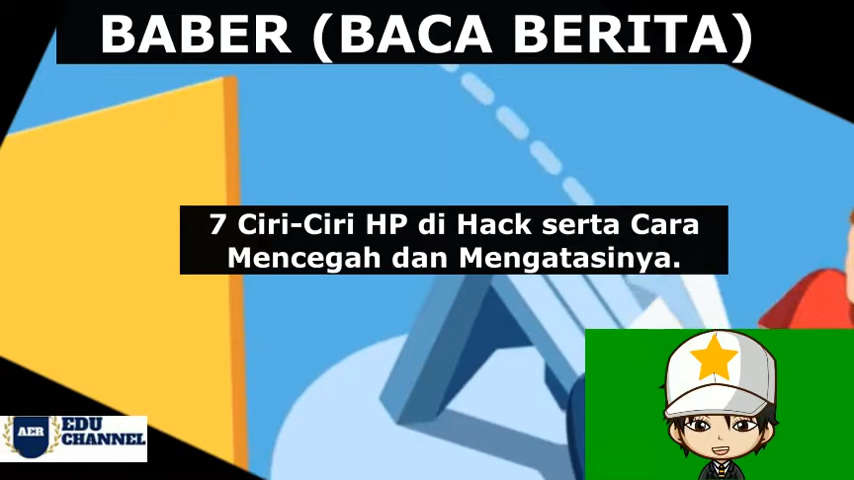 BABER (BACA BERITA)
7 Ciri-Ciri HP di Hack serta Cara
Mencegah dan Mengatasinya.
AER
EDU
CHANNEL